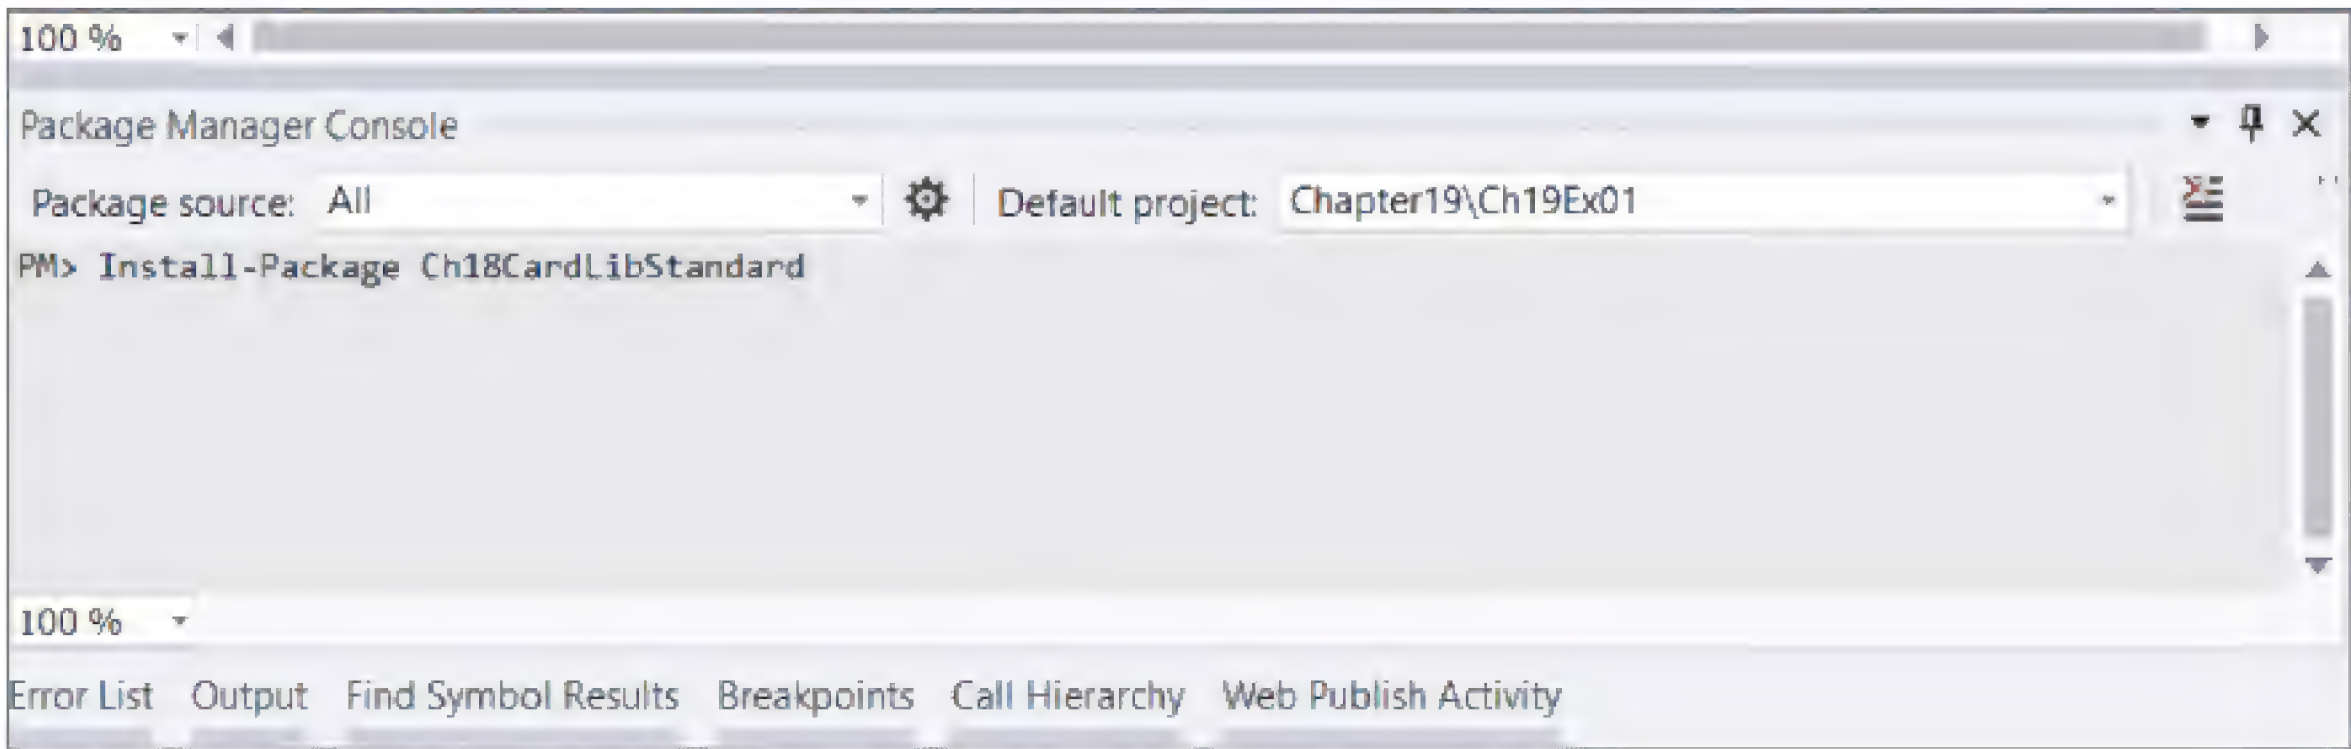 100 %
Package Manager Console
Package source: All Default project: Chapter19\Ch19Ex01
PM> Install-Package Ch18CardLibStandard
100 %
Error List Output Find Symbol Results Breakpoints Call Hierarchy Web Publish Activity